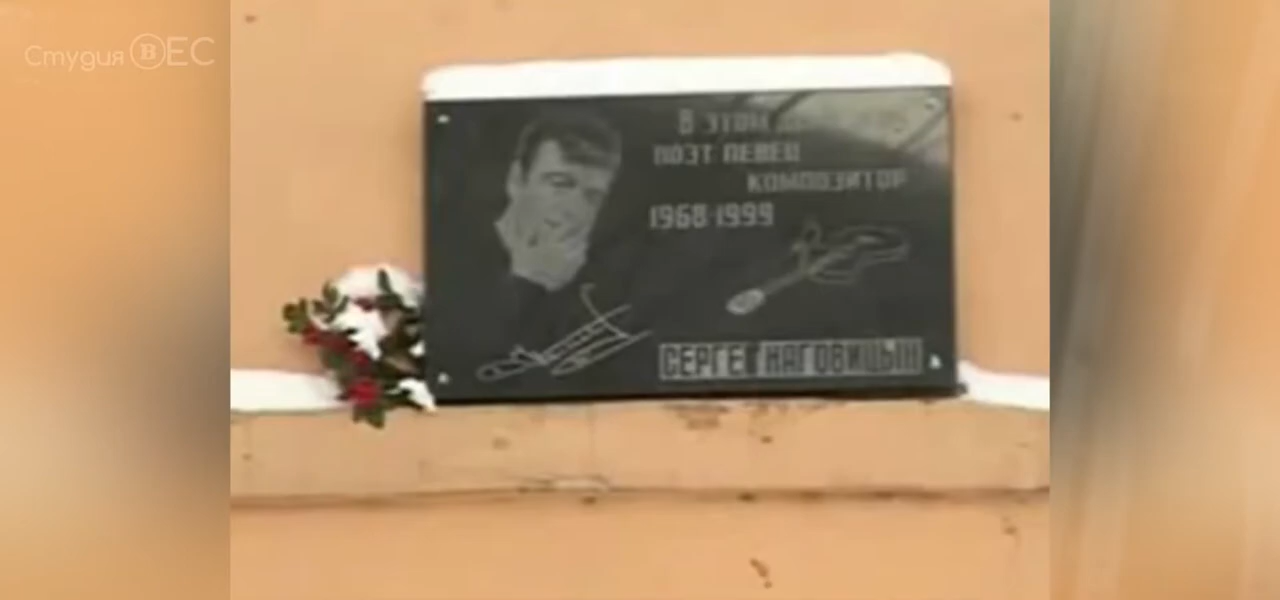 Студия ВЕС
В ЭТОМ
ПОЭТ ПЕВЕЦ
КОМПОЗИТОР
1968-1999
СЕРГЕЙ НАГОВИЦЫН